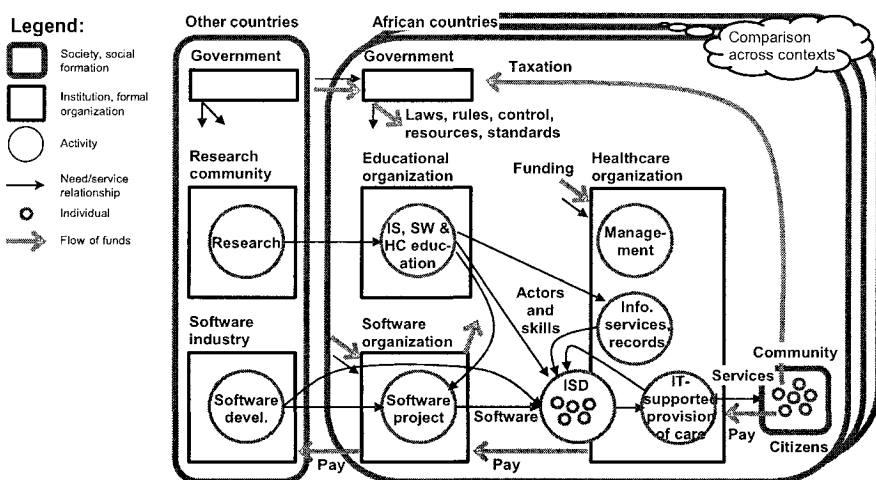 Legend:
Society, social
formation
Institution, formal
organization
Activity
Need/service
relationship
Individual
Flow of funds
Other countries
African countries
Comparison
across contexts
Government
Government
Taxation
Laws, rules, control,
resources, standards
Research
community
Educational
organization
Funding
Healthcare
organization
Research
IS, SW &
HC educ-
ation
Manage-
ment
Actors
and
skills
Info.
services,
records
Software
industry
Software
organization
Community
Services
Software
devel.
Software
project
Software
ISD
IT-
supported
provision
of care
Pay
Citizens
Pay
Pay